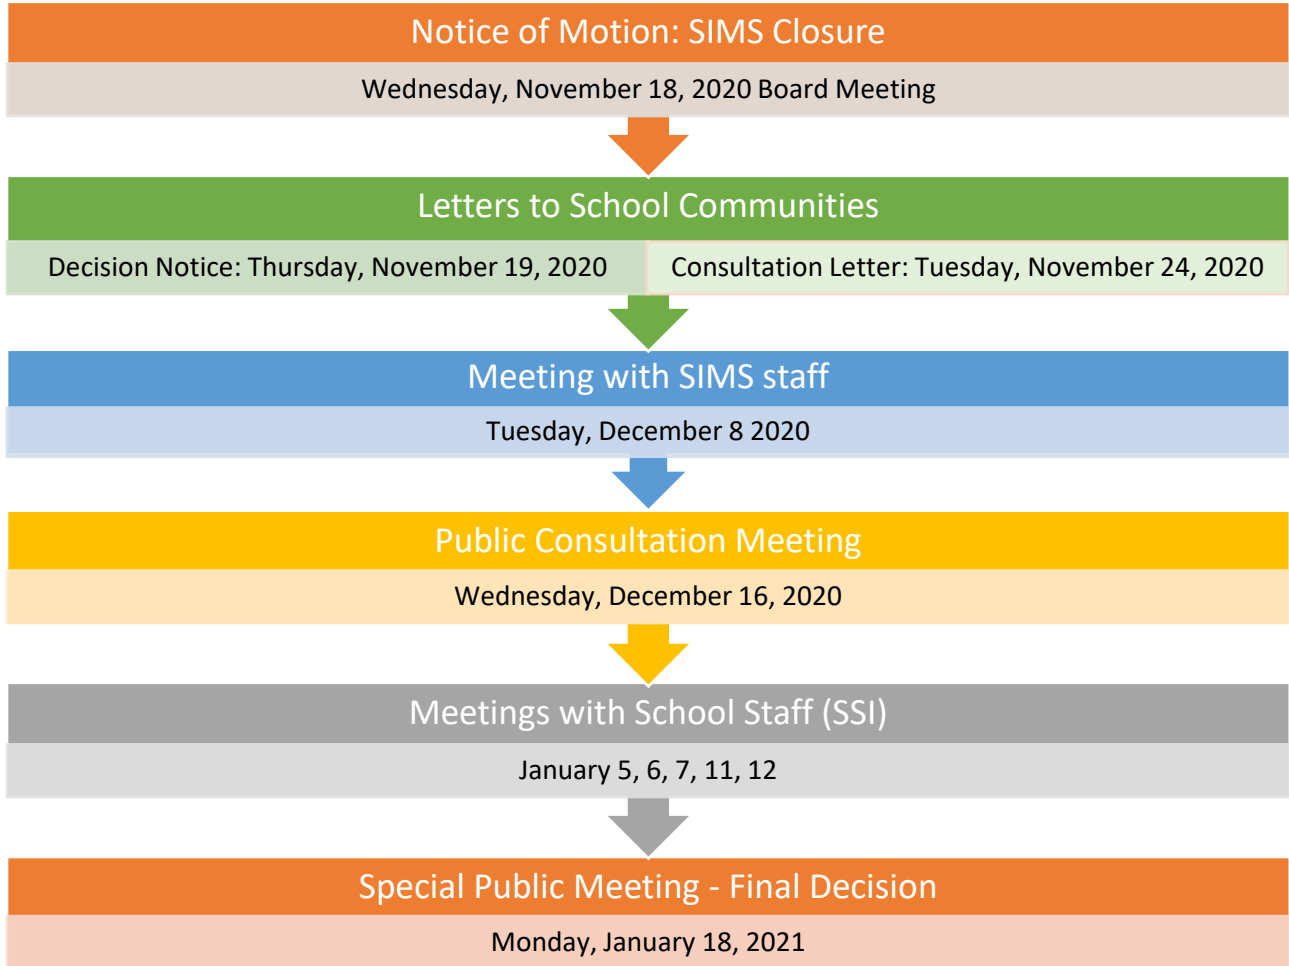 Notice of Motion: SIMS Closure
Wednesday, November 18, 2020 Board Meeting
Letters to School Communities
Decision Notice: Thursday, November 19, 2020
Consultation Letter: Tuesday, November 24, 2020
Meeting with SIMS staff
Tuesday, December 8 2020
Public Consultation Meeting
Wednesday, December 16, 2020
Meetings with School Staff (SSI)
January 5, 6, 7, 11, 12
Special Public Meeting - Final Decision
Monday, January 18, 2021